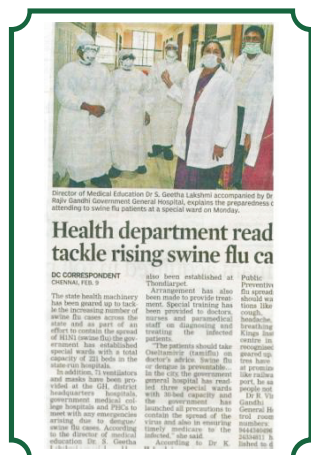 Director of Medical Education Dr S. Geetha Lakshmi accompanied by Dr
Rajiv Gandhi Government General Hospital, explains the preparedness
attending to swine flu patients at a special ward on Monday.
Health department read
tackle rising swine flu ca
DC CORRESPONDENT
CHENNAI, FEB. 9
The state health machinery
has been geared up to tack-
le the increasing number of
swine flu cases across the
state and as part of an
effort to contain the spread
of H1N1 (swine flu) the gov-
ernment has established
special wards with a total
capacity of 221 beds in the
state-run hospitals.
In addition, 71 ventilators
and masks have been pro-
vided at the GH, district
headquarters hospitals,
government medical col-
lege hospitals and PHCs to
meet with any emergencies
arising due to dengue/
swine flu cases. According
to the director of medical
education Dr. S. Geetha
also been established at
Thondiarpet.
Arrangement has also
been made to provide treat-
ment. Special training has
been provided to doctors,
nurses and paramedical
staff on diagnosing and
treating the infected
patients.
"The patients should take
Oseltamivir (tamiflu) on
doctor's advice. Swine flu
or dengue is preventable...
In the city, the government
general hospital has read-
ied three special wards
with 30-bed capacity and
the government has
launched all precautions to
contain the spread of the
virus and also in ensuring
timely medicare to the
infected," she said.
According to Dr K.
Public
Preventiv
flu spread
should wa
tions like
cough,
headache,
breathing
Kings Inst
centre in
recognised
geared up
tres have
at promine
like railway
port, he sa
people not
Dr R. Vi
Gandhi
General H
trol room
numbers: